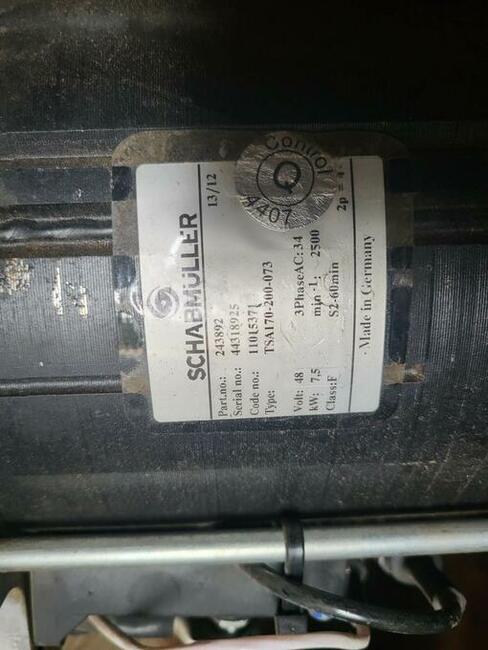 SCHABMÜLLER 13/12
Control
Q
4407
Part.no.: 243892
Serial no.: 44318925
Code no.: 11015371
Type: TSA170-200-073
Volt: 48 3PhaseAC: 34
kW: 7,5 min -1: 2500
Class:F S2-60min 2p = 4
Made in Germany